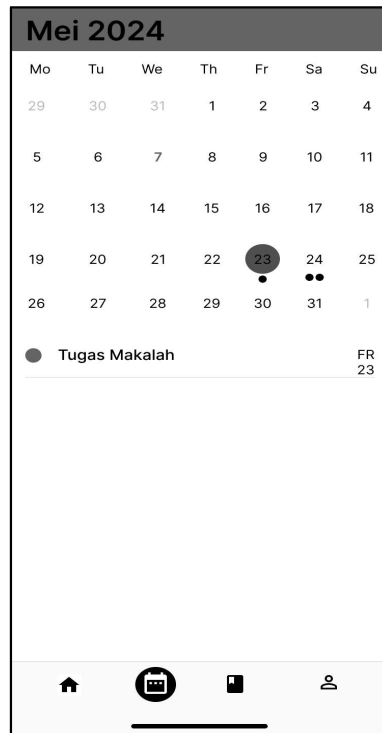 Mei 2024
Mo Tu We Th Fr Sa Su
29 30 31 1 2 3 4
5 6 7 8 9 10 11
12 13 14 15 16 17 18
19 20 21 22 23 24 25
26 27 28 29 30 31 1
Tugas Makalah FR
23